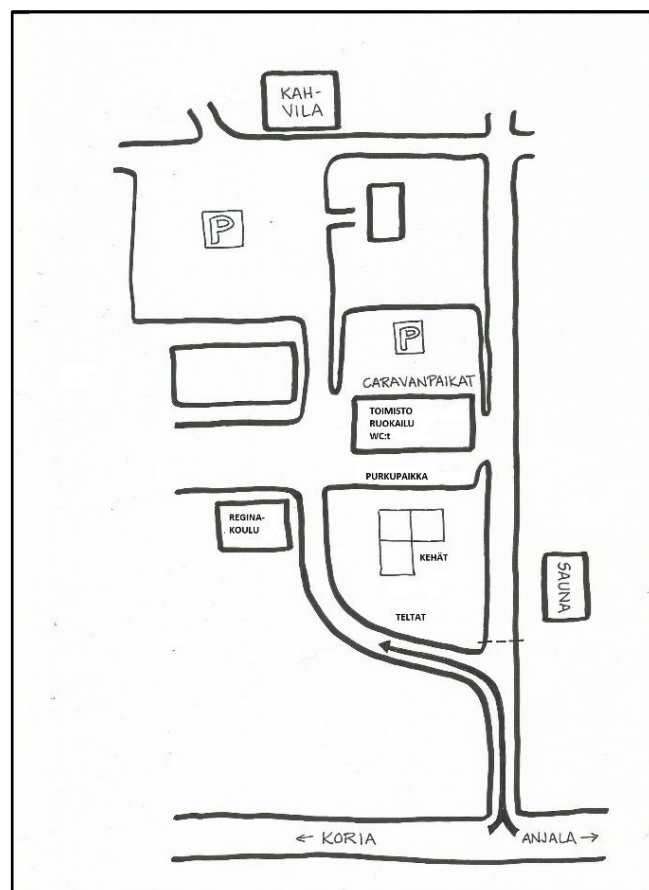 KAH-
VILA
P
P
CARAVANPAIKAT
TOIMISTO
RUOKAILU
WC:t
PURKUPAIKKA
REGINA-
KOULU
KEHÄT
SAUNA
TELTAT
← KORIA
ANJALA →